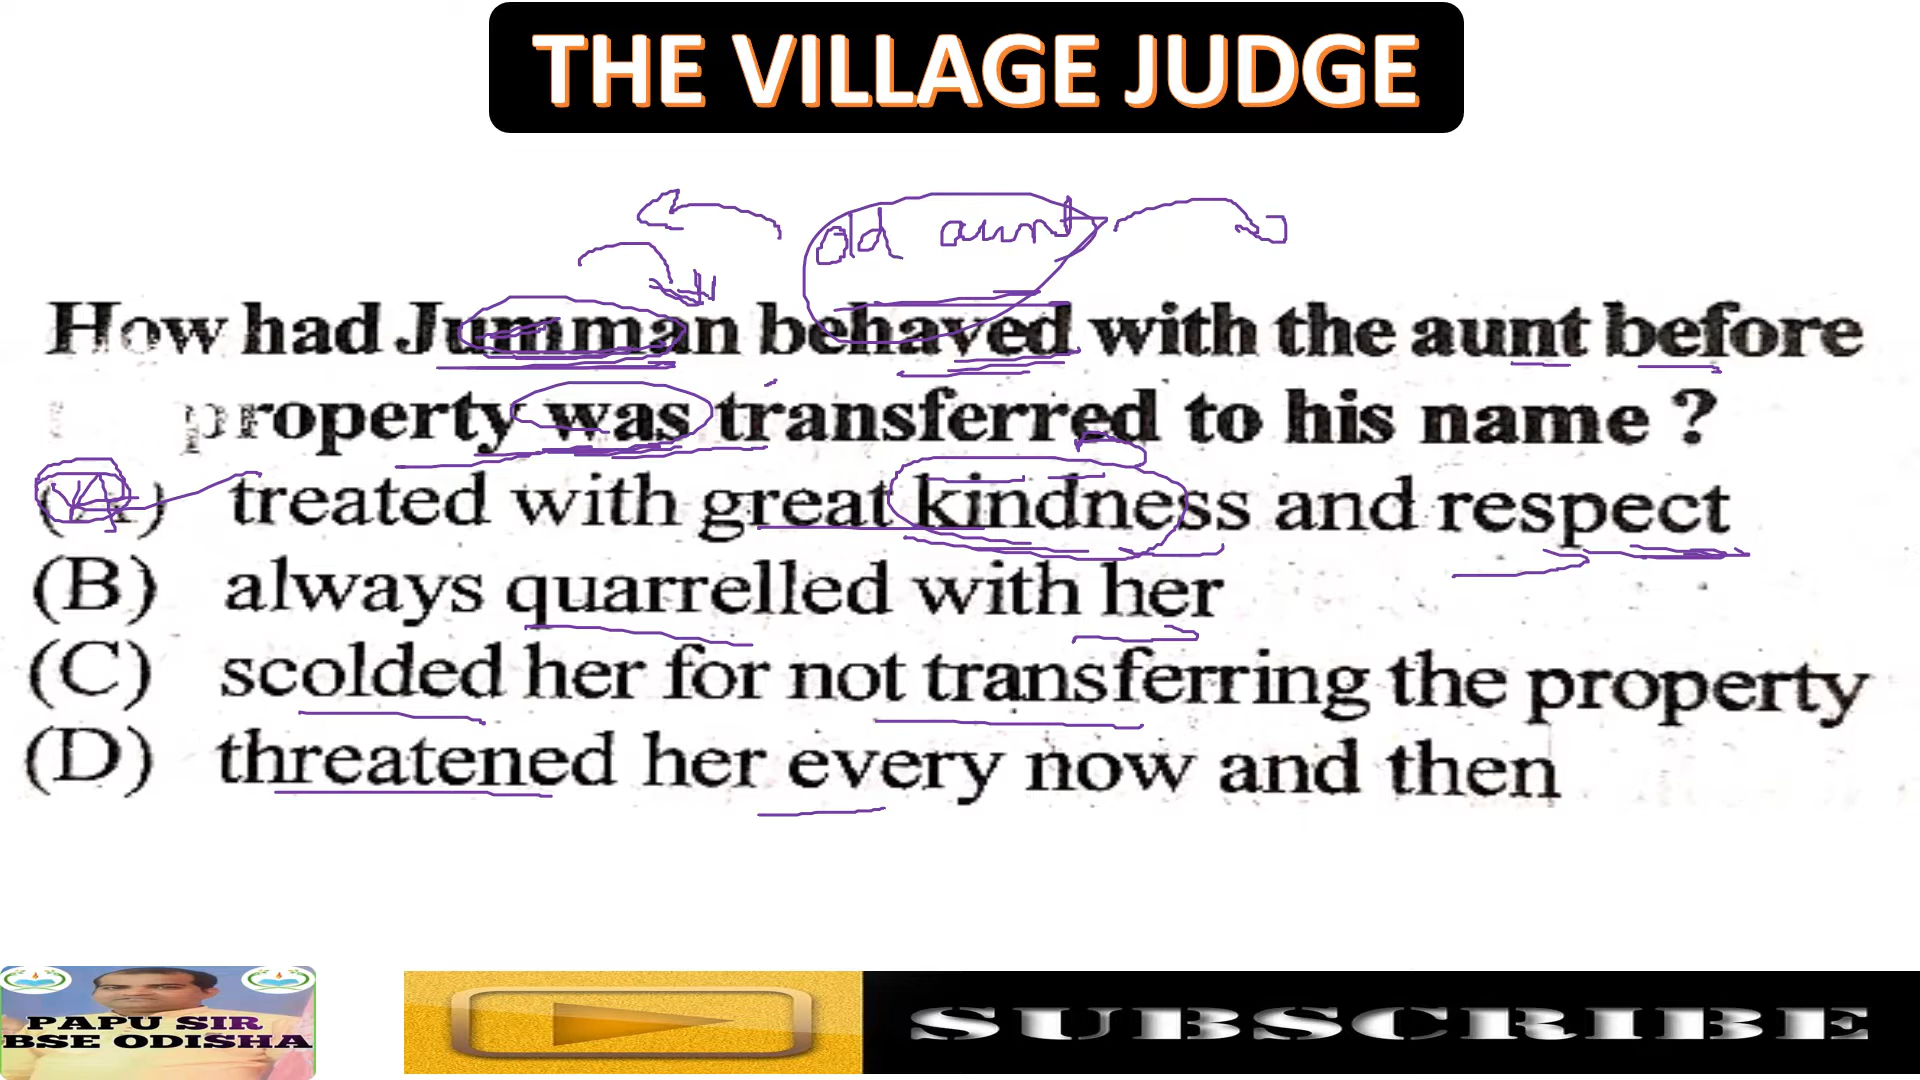 THE VILLAGE JUDGE
old aunt
How had Jumman behaved with the aunt before
property was transferred to his name ?
(A) treated with great kindness and respect
(B) always quarrelled with her
(C) scolded her for not transferring the property
(D) threatened her every now and then
PAPU SIR
BSE ODISHA
SUBSCRIBE